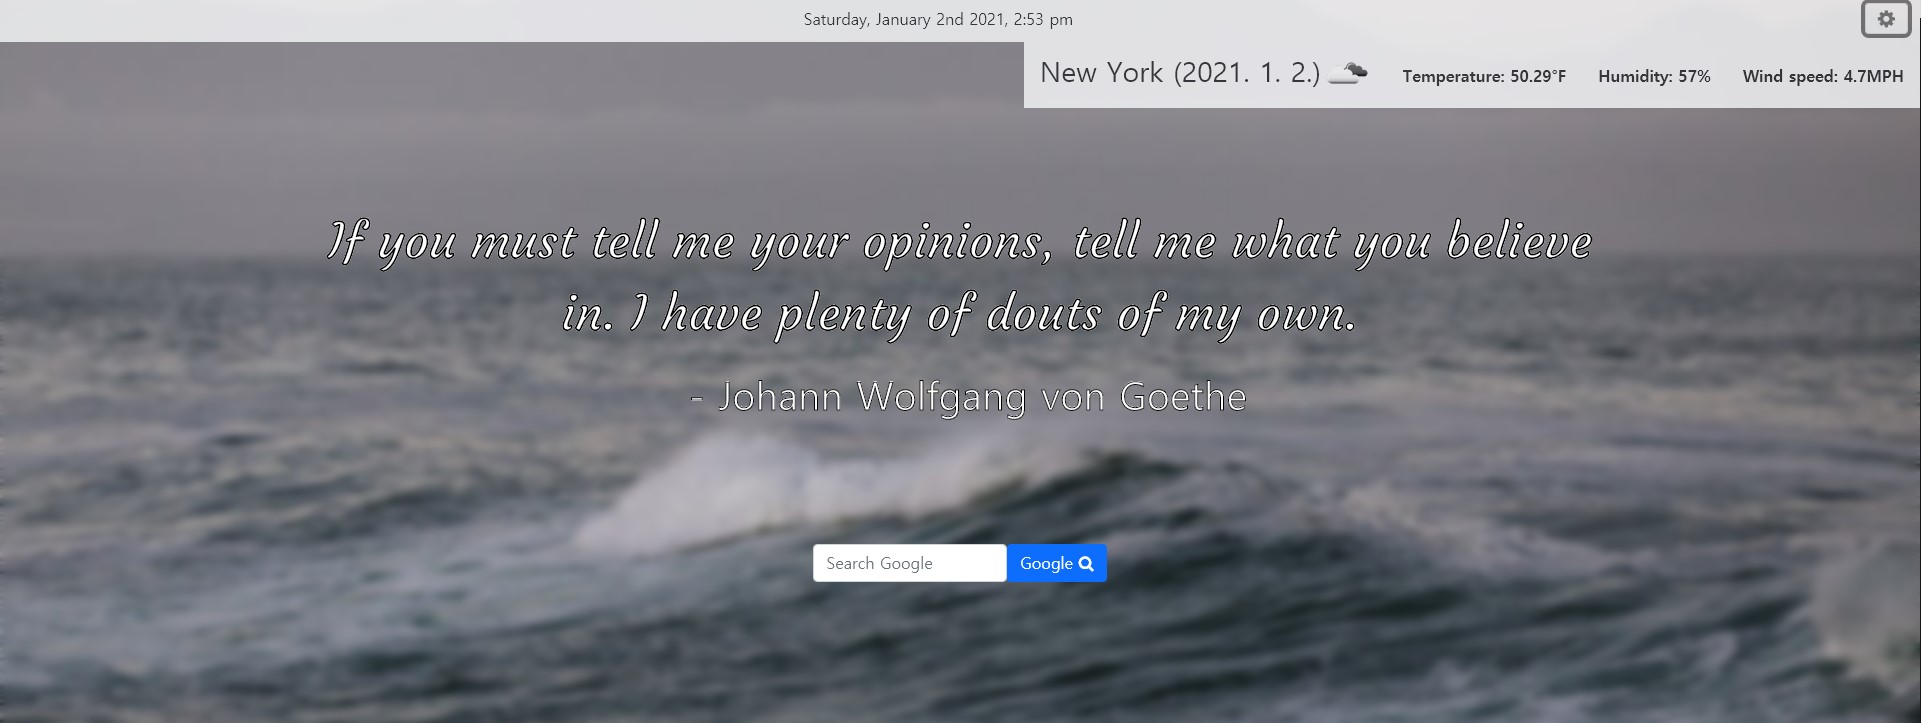 Saturday, January 2nd 2021, 2:53 pm
New York (2021. 1. 2.) Temperature: 50.29°F Humidity: 57% Wind speed: 4.7MPH
If you must tell me your opinions, tell me what you believe
in. I have plenty of douts of my own.
- Johann Wolfgang von Goethe
Search Google Google